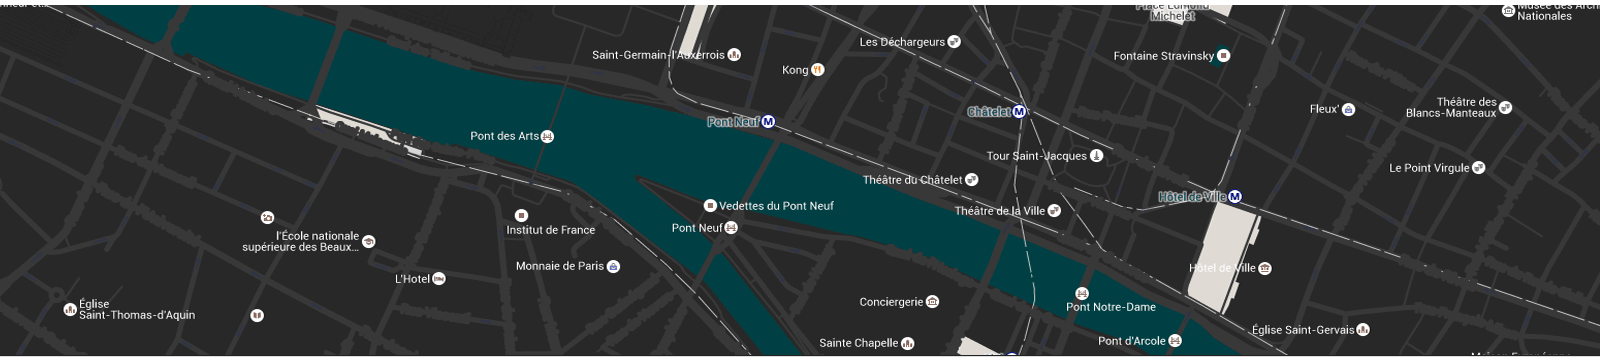 Place Edmond
Michelet
Musée des Arch
Nationales
Les Déchargeurs
Saint-Germain-l'Auxerrois
Fontaine Stravinsky
Kong
Théâtre des
Blancs-Manteaux
Fleux'
Châtelet
Pont Neuf
Pont des Arts
Tour Saint-Jacques
Le Point Virgule
Théâtre du Châtelet
Hôtel de Ville
Vedettes du Pont Neuf
Théâtre de la Ville
Institut de France
Pont Neuf
l'École nationale
supérieure des Beaux...
Monnaie de Paris
Hôtel de Ville
L'Hotel
Conciergerie
Pont Notre-Dame
Église
Saint-Thomas-d'Aquin
Église Saint-Gervais
Sainte Chapelle
Pont d'Arcole